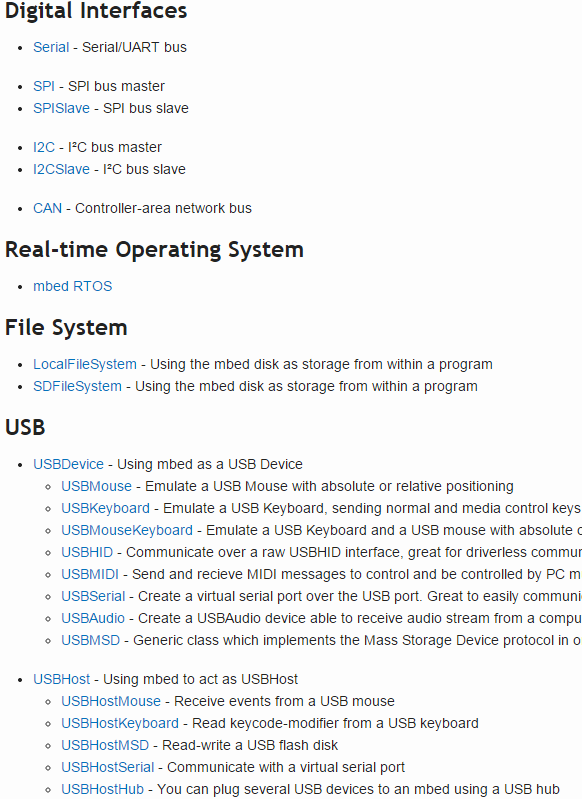 Digital Interfaces
Serial - Serial/UART bus
SPI - SPI bus master
SPISlave - SPI bus slave
I2C - I²C bus master
I2CSlave - I²C bus slave
CAN - Controller-area network bus
Real-time Operating System
mbed RTOS
File System
LocalFileSystem - Using the mbed disk as storage from within a program
SDFileSystem - Using the mbed disk as storage from within a program
USB
USBDevice - Using mbed as a USB Device
USBMouse - Emulate a USB Mouse with absolute or relative positioning
USBKeyboard - Emulate a USB Keyboard, sending normal and media control keys
USBMouseKeyboard - Emulate a USB Keyboard and a USB mouse with absolute
USBHID - Communicate over a raw USBHID interface, great for driverless
USBMIDI - Send and recieve MIDI messages to control and be controlled by PC
USBSerial - Create a virtual serial port over the USB port. Great to easily
USBAudio - Create a USBAudio device able to receive audio stream from a
USBMSD - Generic class which implements the Mass Storage Device protocol in
USBHost - Using mbed to act as USBHost
USBHostMouse - Receive events from a USB mouse
USBHostKeyboard - Read keycode-modifier from a USB keyboard
USBHostMSD - Read-write a USB flash disk
USBHostSerial - Communicate with a virtual serial port
USBHostHub - You can plug several USB devices to an mbed using a USB hub